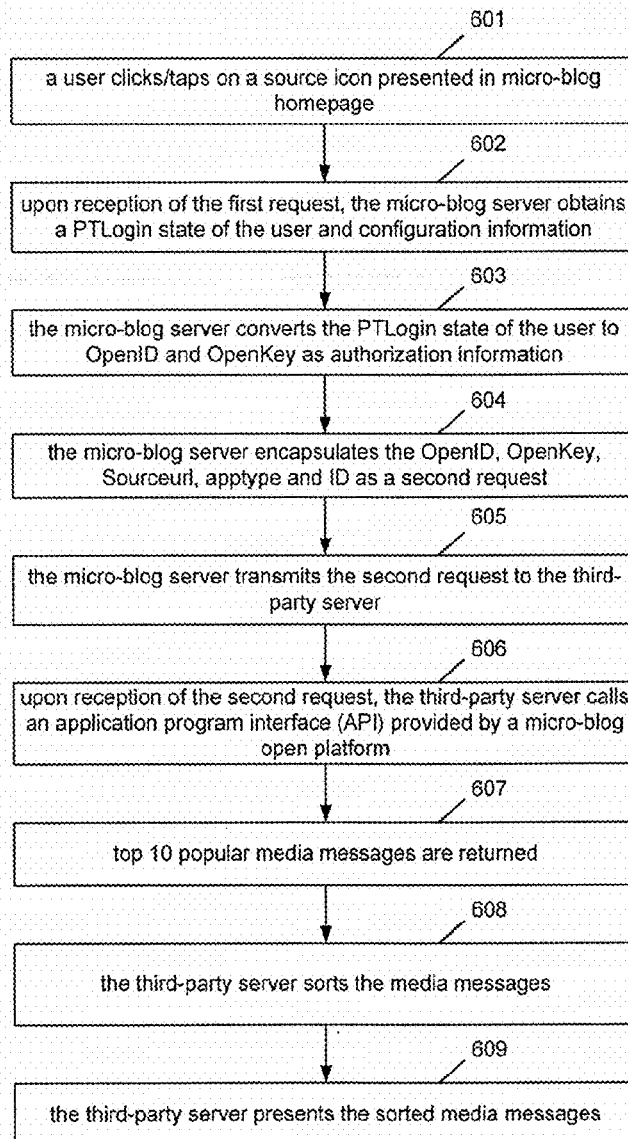 601
a user clicks/taps on a source icon presented in micro-blog
homepage
602
upon reception of the first request, the micro-blog server obtains
a PTLogin state of the user and configuration information
603
the micro-blog server converts the PTLogin state of the user to
OpenID and OpenKey as authorization information
604
the micro-blog server encapsulates the OpenID, OpenKey,
Sourceurl, apptype and ID as a second request
605
the micro-blog server transmits the second request to the third-
party server
606
upon reception of the second request, the third-party server calls
an application program interface (API) provided by a micro-blog
open platform
607
top 10 popular media messages are returned
608
the third-party server sorts the media messages
609
the third-party server presents the sorted media messages